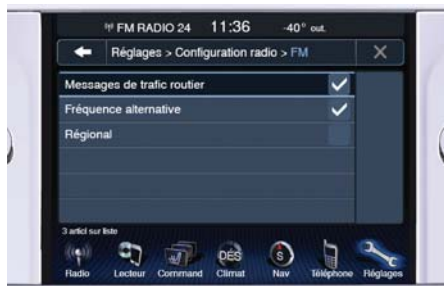 FM RADIO 24 11:36 -40° out.
Réglages > Configuration radio > FM
Messages de trafic routier
Fréquence alternative
Régional
3 articl sur liste
DÉS S
Radio Lecteur Command Climat Nav Téléphone Réglages